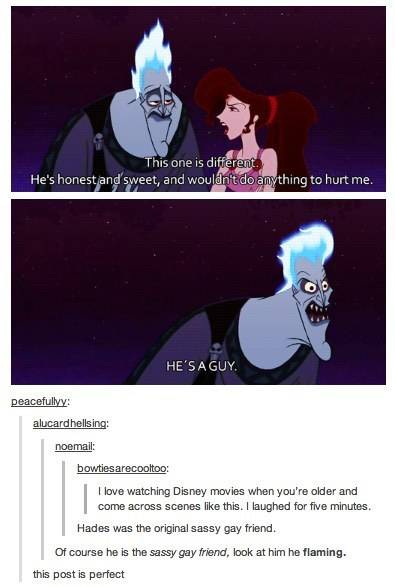 This one is different.
He's honest and sweet, and wouldn't do anything to hurt me.
HE'S A GUY.
peacefullyy:
alucardhellsing:
noemail:
bowtiesarecooltoo:
I love watching Disney movies when you're older and
come across scenes like this. I laughed for five minutes.
Hades was the original sassy gay friend.
Of course he is the sassy gay friend, look at him he flaming.
this post is perfect